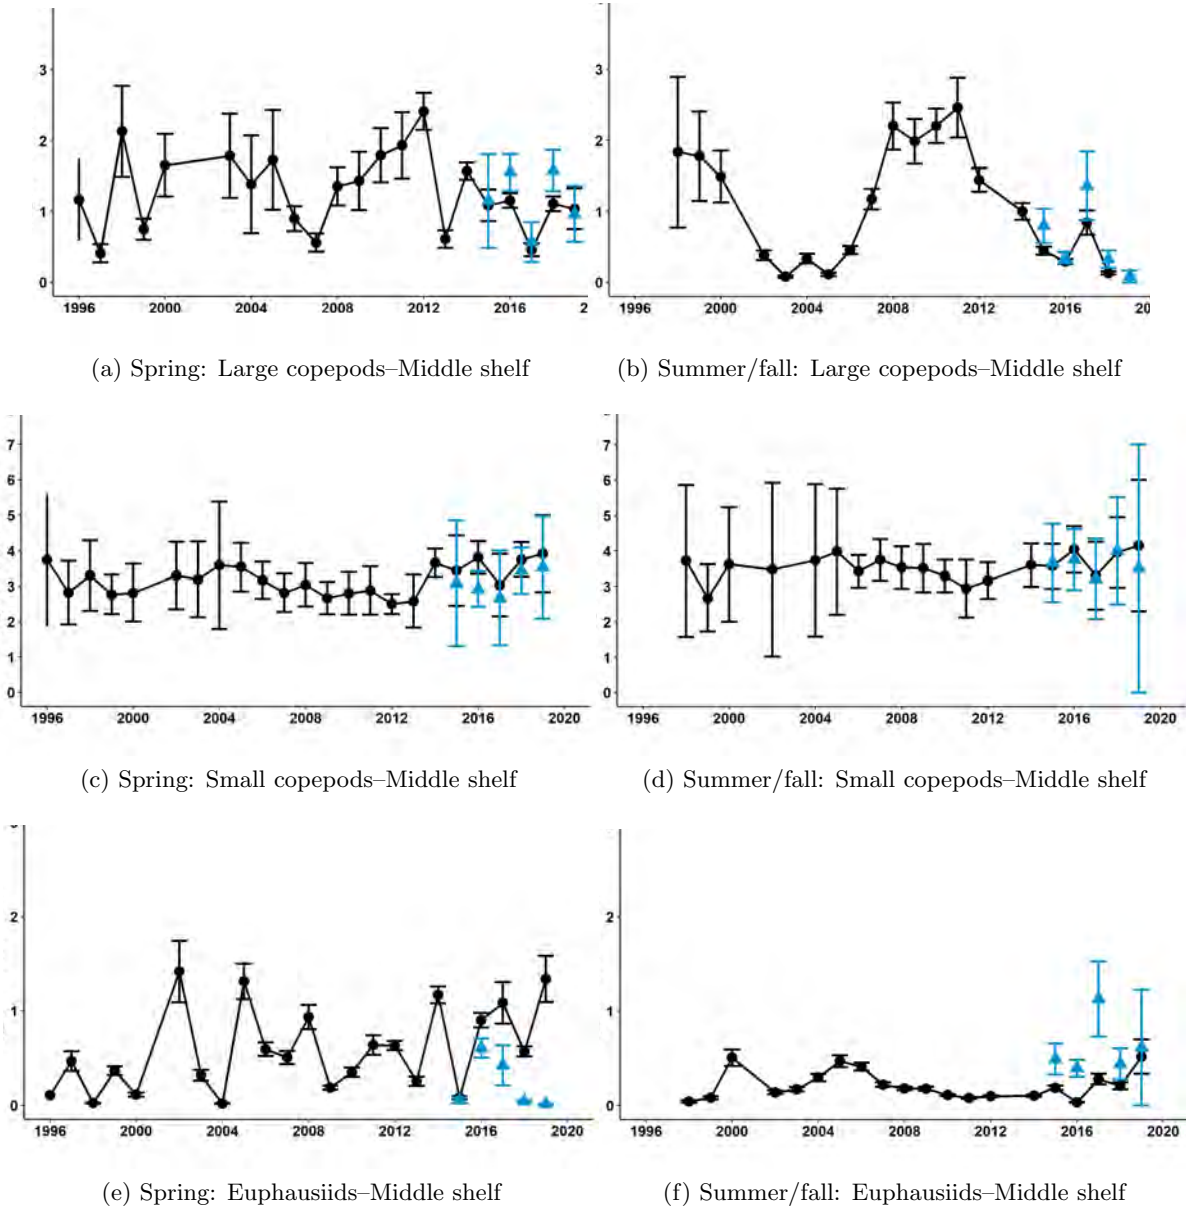 3
3
2
2
1
1
0
0
1996 2000 2004 2008 2012 2016 2
1996 2000 2004 2008 2012 2016 20
(a) Spring: Large copepods–Middle shelf
(b) Summer/fall: Large copepods–Middle shelf
7
7
6
6
5
5
4
4
3
3
2
2
1
1
0
0
1996 2000 2004 2008 2012 2016 2020
1996 2000 2004 2008 2012 2016 2020
(c) Spring: Small copepods–Middle shelf
(d) Summer/fall: Small copepods–Middle shelf
2
2
1
1
0
0
1996 2000 2004 2008 2012 2016 2020
1996 2000 2004 2008 2012 2016 2020
(e) Spring: Euphausiids–Middle shelf
(f) Summer/fall: Euphausiids–Middle shelf